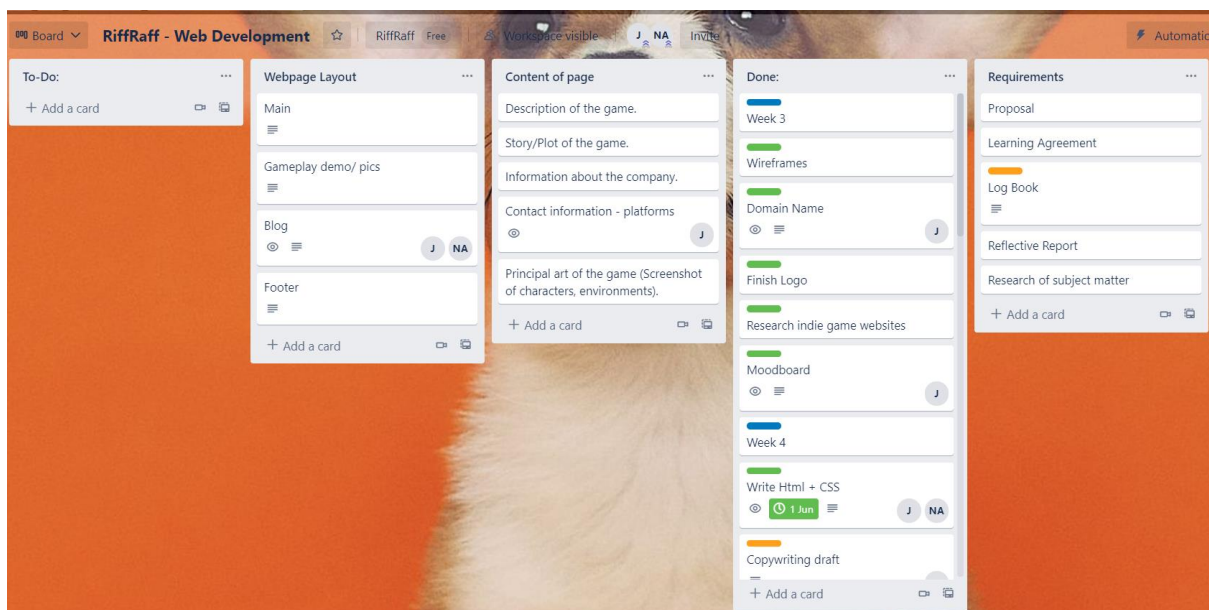 Board
RiffRaff - Web Development
RiffRaff Free
Workspace visible
J NA
Invite
Automatic
To-Do:
+ Add a card
Webpage Layout
Main
Gameplay demo/ pics
Blog
J NA
Footer
+ Add a card
Content of page
Description of the game.
Story/Plot of the game.
Information about the company.
Contact information - platforms
J
Principal art of the game (Screenshot
of characters, environments).
+ Add a card
Done:
Week 3
Wireframes
Domain Name
J
Finish Logo
Research indie game websites
Moodboard
J
Week 4
Write Html + CSS
1 Jun
J NA
Copywriting draft
+ Add a card
Requirements
Proposal
Learning Agreement
Log Book
Reflective Report
Research of subject matter
+ Add a card